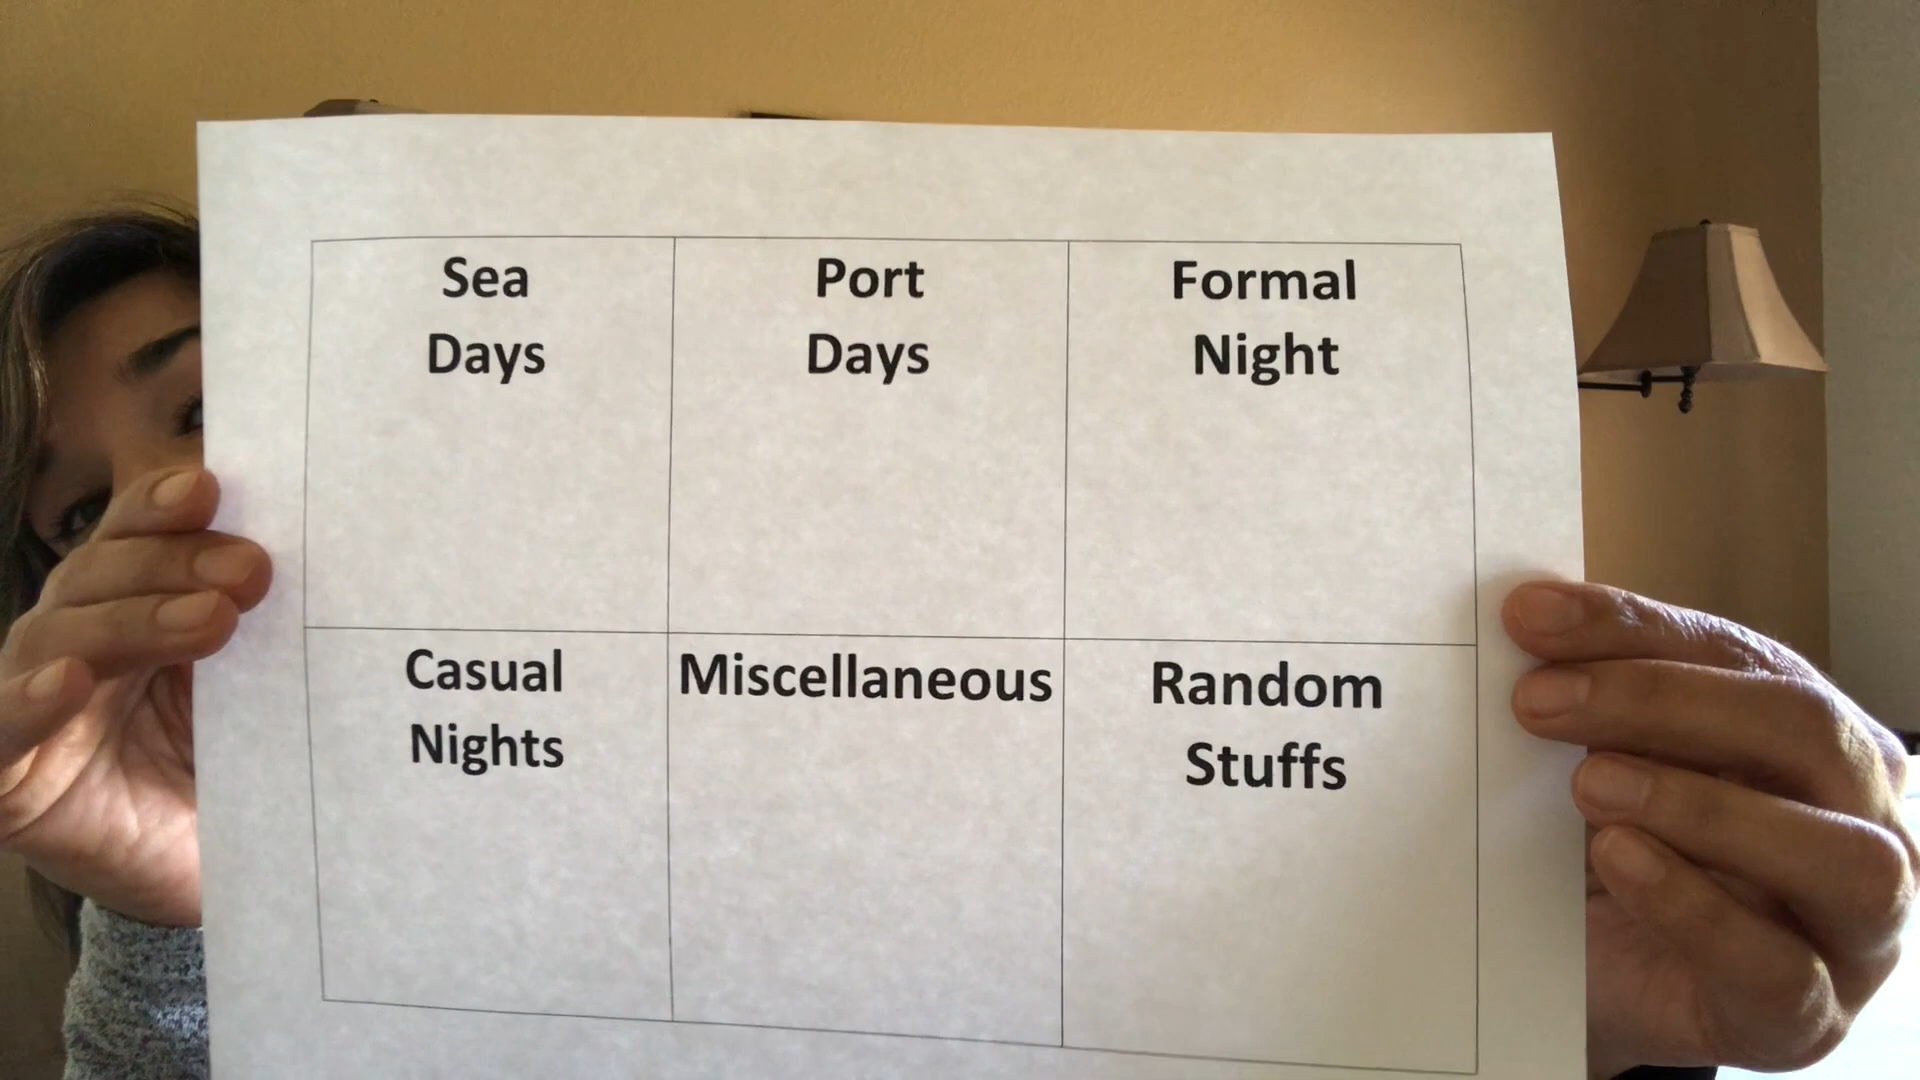 Sea
Days
Port
Days
Formal
Night
Casual
Nights
Miscellaneous
Random
Stuffs